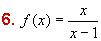 6. f(x) = x/(x − 1)